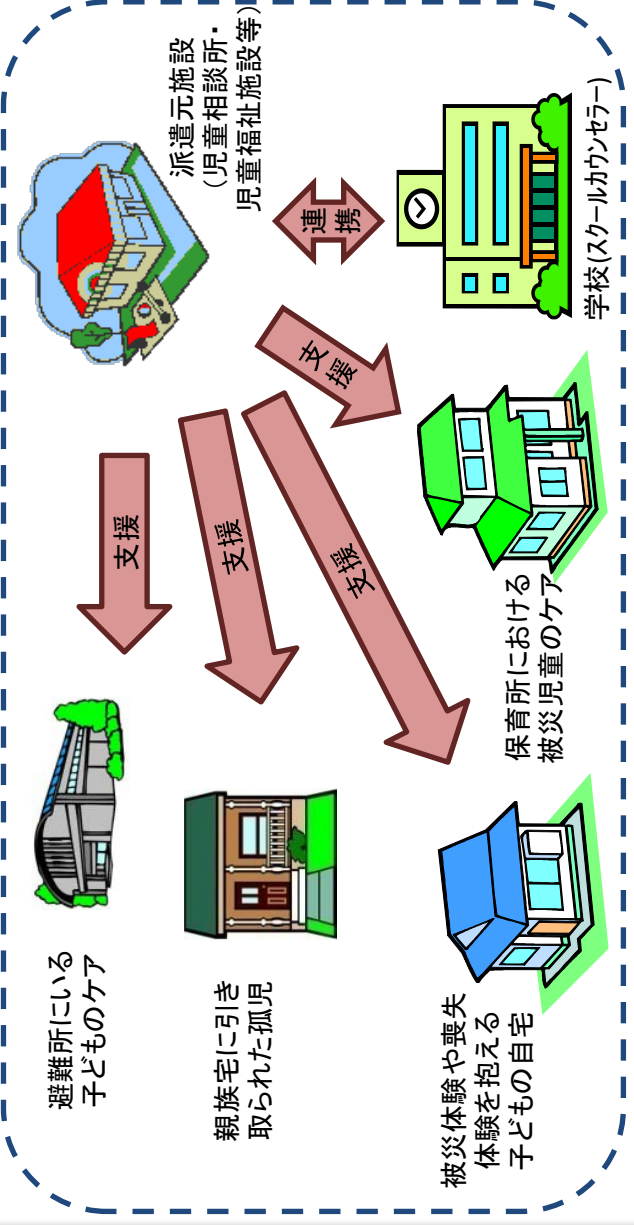 避難所にいる
子どものケア
支援
派遣元施設
(児童相談所・
児童福祉施設等)
親族宅に引き
取られた孤児
支援
連携
支援
支援
被災体験や喪失
体験を抱える
子どもの自宅
保育所における
被災児童のケア
学校(スクールカウンセラー)